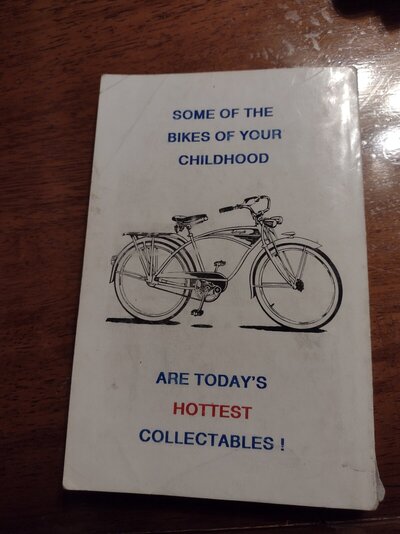 SOME OF THE
BIKES OF YOUR
CHILDHOOD
ARE TODAY'S
HOTTEST
COLLECTABLES !